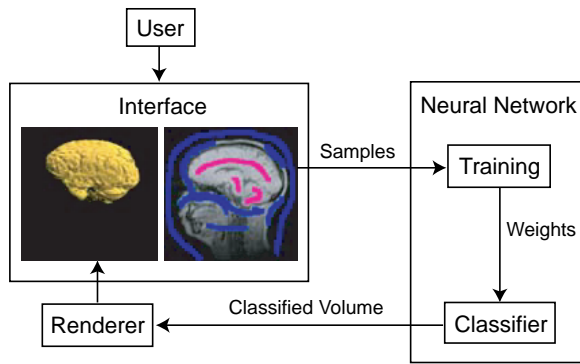 User
Interface
Neural Network
Samples
Training
Weights
Classified Volume
Renderer
Classifier